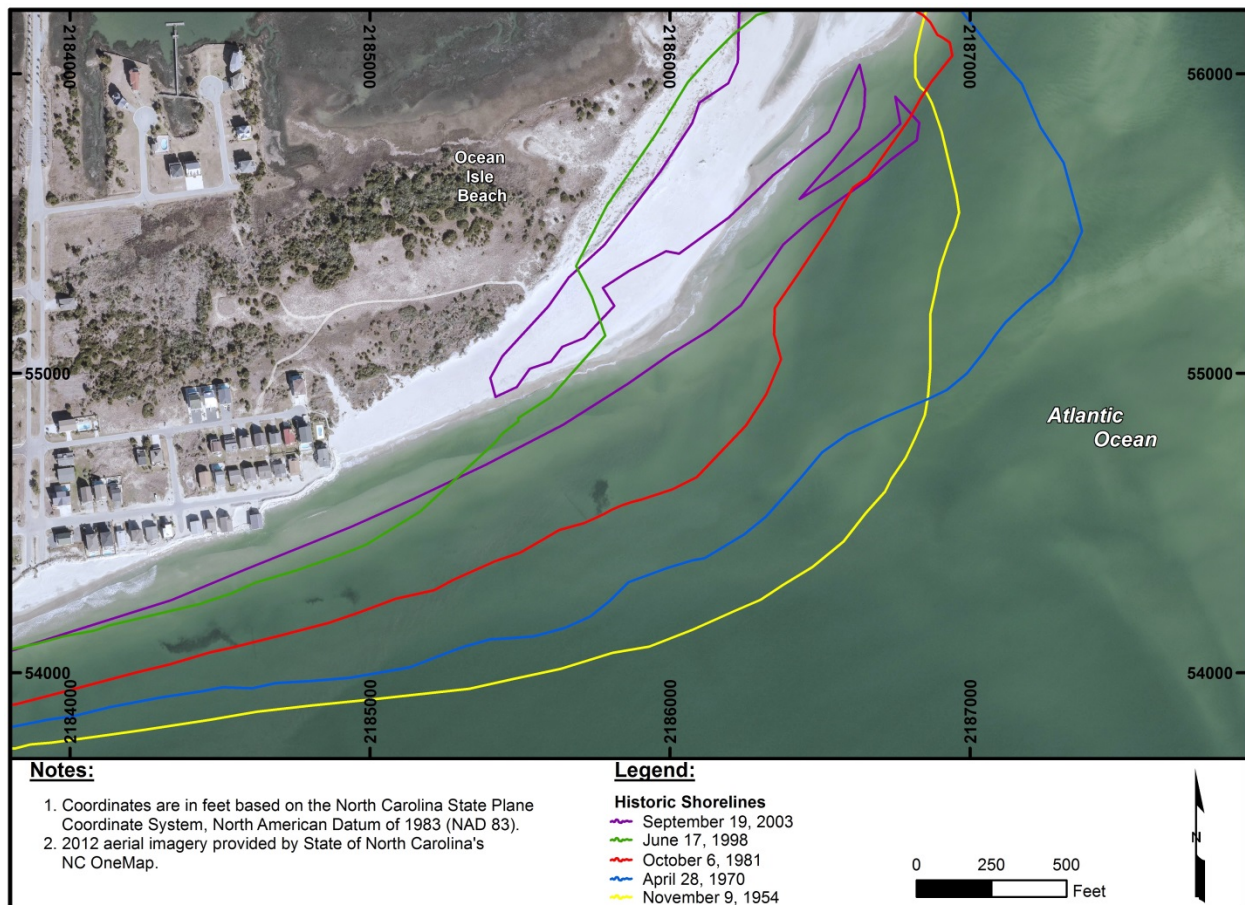 2184000
2185000
2186000
2187000
56000
56000
Ocean
Isle
Beach
55000
55000
Atlantic
Ocean
54000
54000
2184000
2185000
2186000
2187000
Notes:
1. Coordinates are in feet based on the North Carolina State Plane
Coordinate System, North American Datum of 1983 (NAD 83).
2. 2012 aerial imagery provided by State of North Carolina's
NC OneMap.
Legend:
Historic Shorelines
September 19, 2003
June 17, 1998
October 6, 1981
April 28, 1970
November 9, 1954
0 250 500
Feet
N